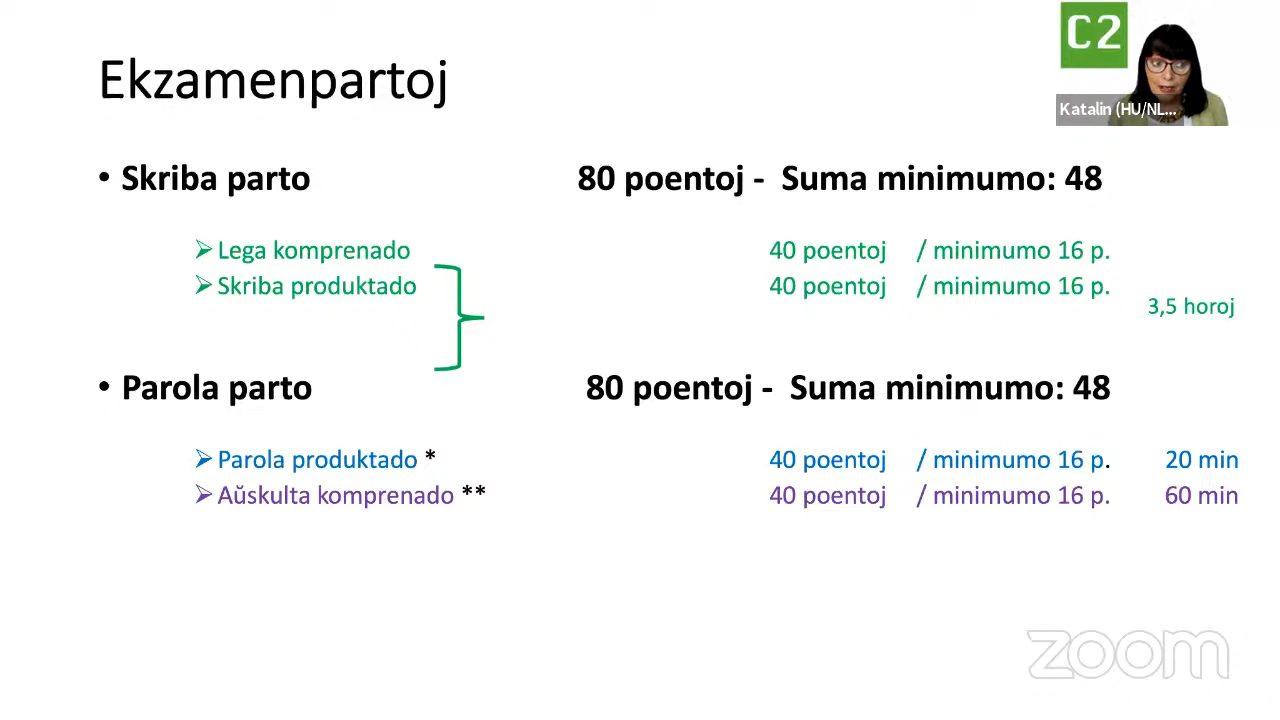 C2
Katalin (HU/NL...
Ekzamenpartoj
• Skriba parto 80 poentoj - Suma minimumo: 48
➢ Lega komprenado 40 poentoj / minimumo 16 p.
➢ Skriba produktado 40 poentoj / minimumo 16 p.
3,5 horoj
• Parola parto 80 poentoj - Suma minimumo: 48
➢ Parola produktado * 40 poentoj / minimumo 16 p. 20 min
➢ Aŭskulta komprenado ** 40 poentoj / minimumo 16 p. 60 min
zoom